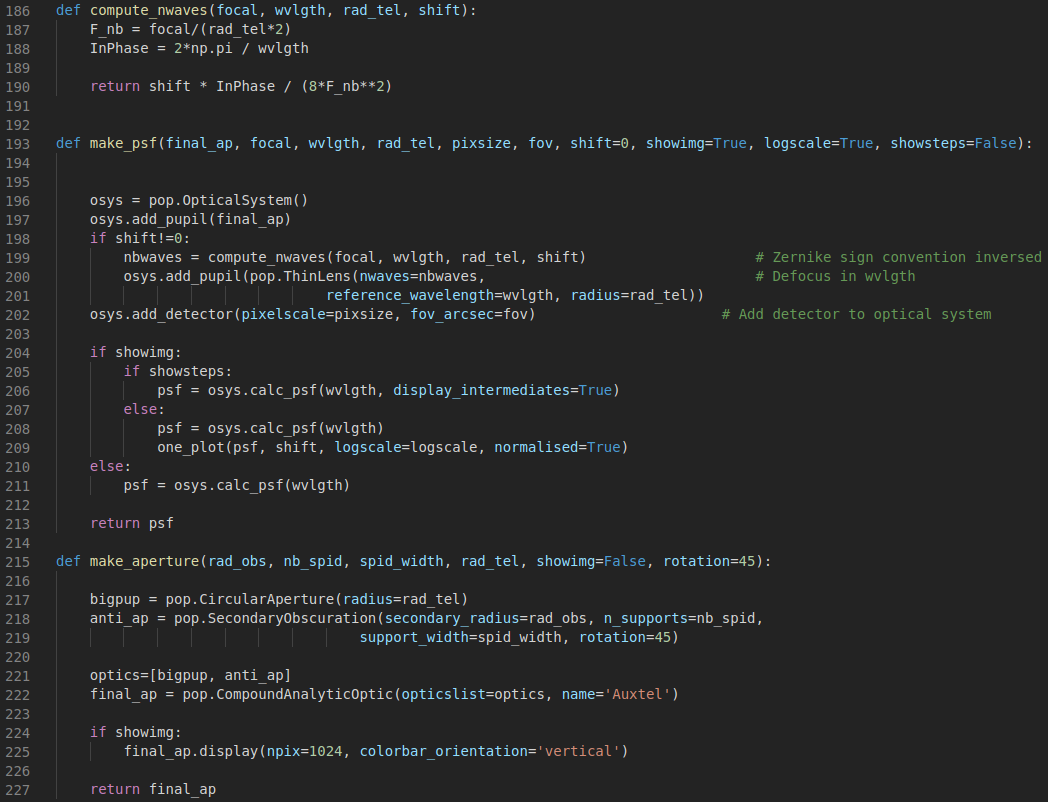 186 def compute_nwaves(focal, wvlgth, rad_tel, shift):
187     F_nb = focal/(rad_tel*2)
188     InPhase = 2*np.pi / wvlgth
189
190     return shift * InPhase / (8*F_nb**2)
191
192
193 def make_psf(final_ap, focal, wvlgth, rad_tel, pixsize, fov, shift=0, showimg=True, logscale=True, showsteps=False):
194
195
196     osys = pop.OpticalSystem()
197     osys.add_pupil(final_ap)
198     if shift!=0:
199         nbwaves = compute_nwaves(focal, wvlgth, rad_tel, shift)                    # Zernike sign convention inversed
200         osys.add_pupil(pop.ThinLens(nwaves=nbwaves,                                # Defocus in wvlgth
201                                 reference_wavelength=wvlgth, radius=rad_tel))
202     osys.add_detector(pixelscale=pixsize, fov_arcsec=fov)                      # Add detector to optical system
203
204     if showimg:
205         if showsteps:
206             psf = osys.calc_psf(wvlgth, display_intermediates=True)
207         else:
208             psf = osys.calc_psf(wvlgth)
209             one_plot(psf, shift, logscale=logscale, normalised=True)
210     else:
211         psf = osys.calc_psf(wvlgth)
212
213     return psf
214
215 def make_aperture(rad_obs, nb_spid, spid_width, rad_tel, showimg=False, rotation=45):
216
217     bigpup = pop.CircularAperture(radius=rad_tel)
218     anti_ap = pop.SecondaryObscuration(secondary_radius=rad_obs, n_supports=nb_spid,
219                                     support_width=spid_width, rotation=45)
220
221     optics=[bigpup, anti_ap]
222     final_ap = pop.CompoundAnalyticOptic(opticslist=optics, name='Auxtel')
223
224     if showimg:
225         final_ap.display(npix=1024, colorbar_orientation='vertical')
226
227     return final_ap